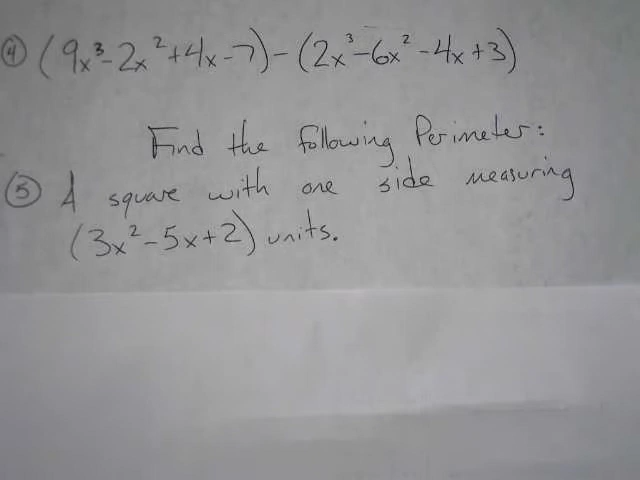 ④ (9x³-2x²+4x-7)-(2x³-6x²-4x+3)
Find the following Perimeter:
⑤ A square with one side measuring
(3x²-5x+2) units.